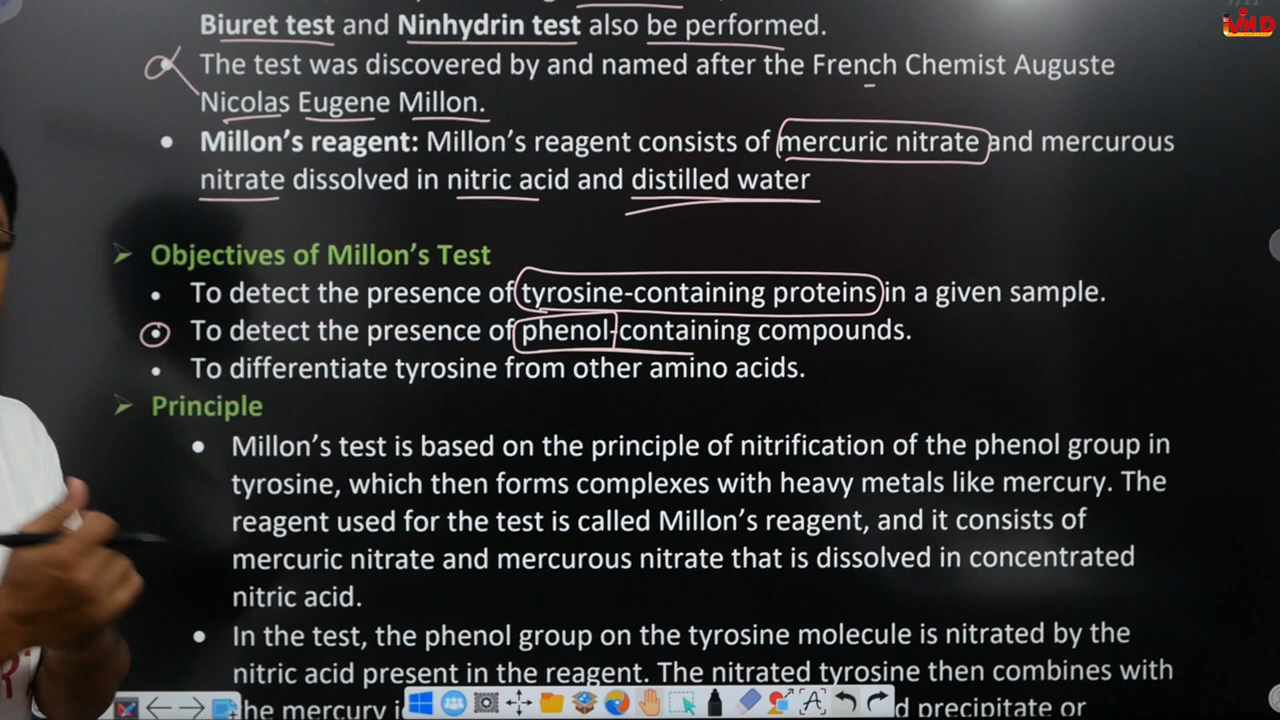 Biuret test and Ninhydrin test also be performed.
The test was discovered by and named after the French Chemist Auguste
Nicolas Eugene Millon.
• Millon's reagent: Millon's reagent consists of mercuric nitrate and mercurous
nitrate dissolved in nitric acid and distilled water
➢ Objectives of Millon's Test
• To detect the presence of tyrosine-containing proteins in a given sample.
• To detect the presence of phenol-containing compounds.
• To differentiate tyrosine from other amino acids.
➢ Principle
• Millon's test is based on the principle of nitrification of the phenol group in
tyrosine, which then forms complexes with heavy metals like mercury. The
reagent used for the test is called Millon's reagent, and it consists of
mercuric nitrate and mercurous nitrate that is dissolved in concentrated
nitric acid.
• In the test, the phenol group on the tyrosine molecule is nitrated by the
nitric acid present in the reagent. The nitrated tyrosine then combines with
mercury precipitate or